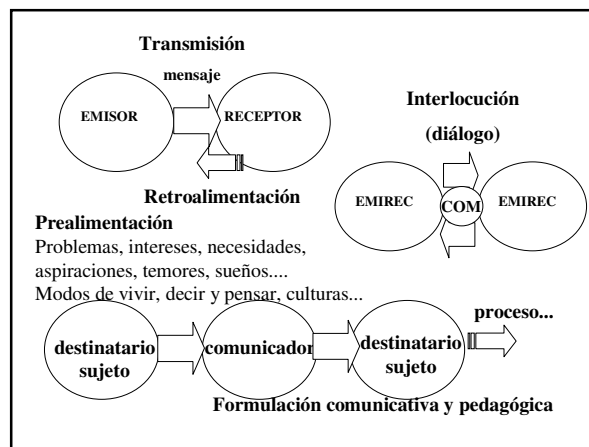 Transmisión
mensaje
EMISOR
RECEPTOR
Retroalimentación
Interlocución
(diálogo)
EMIREC
COM
EMIREC
Prealimentación
Problemas, intereses, necesidades,
aspiraciones, temores, sueños....
Modos de vivir, decir y pensar, culturas...
destinatario
sujeto
comunicador
destinatario
sujeto
proceso...
Formulación comunicativa y pedagógica